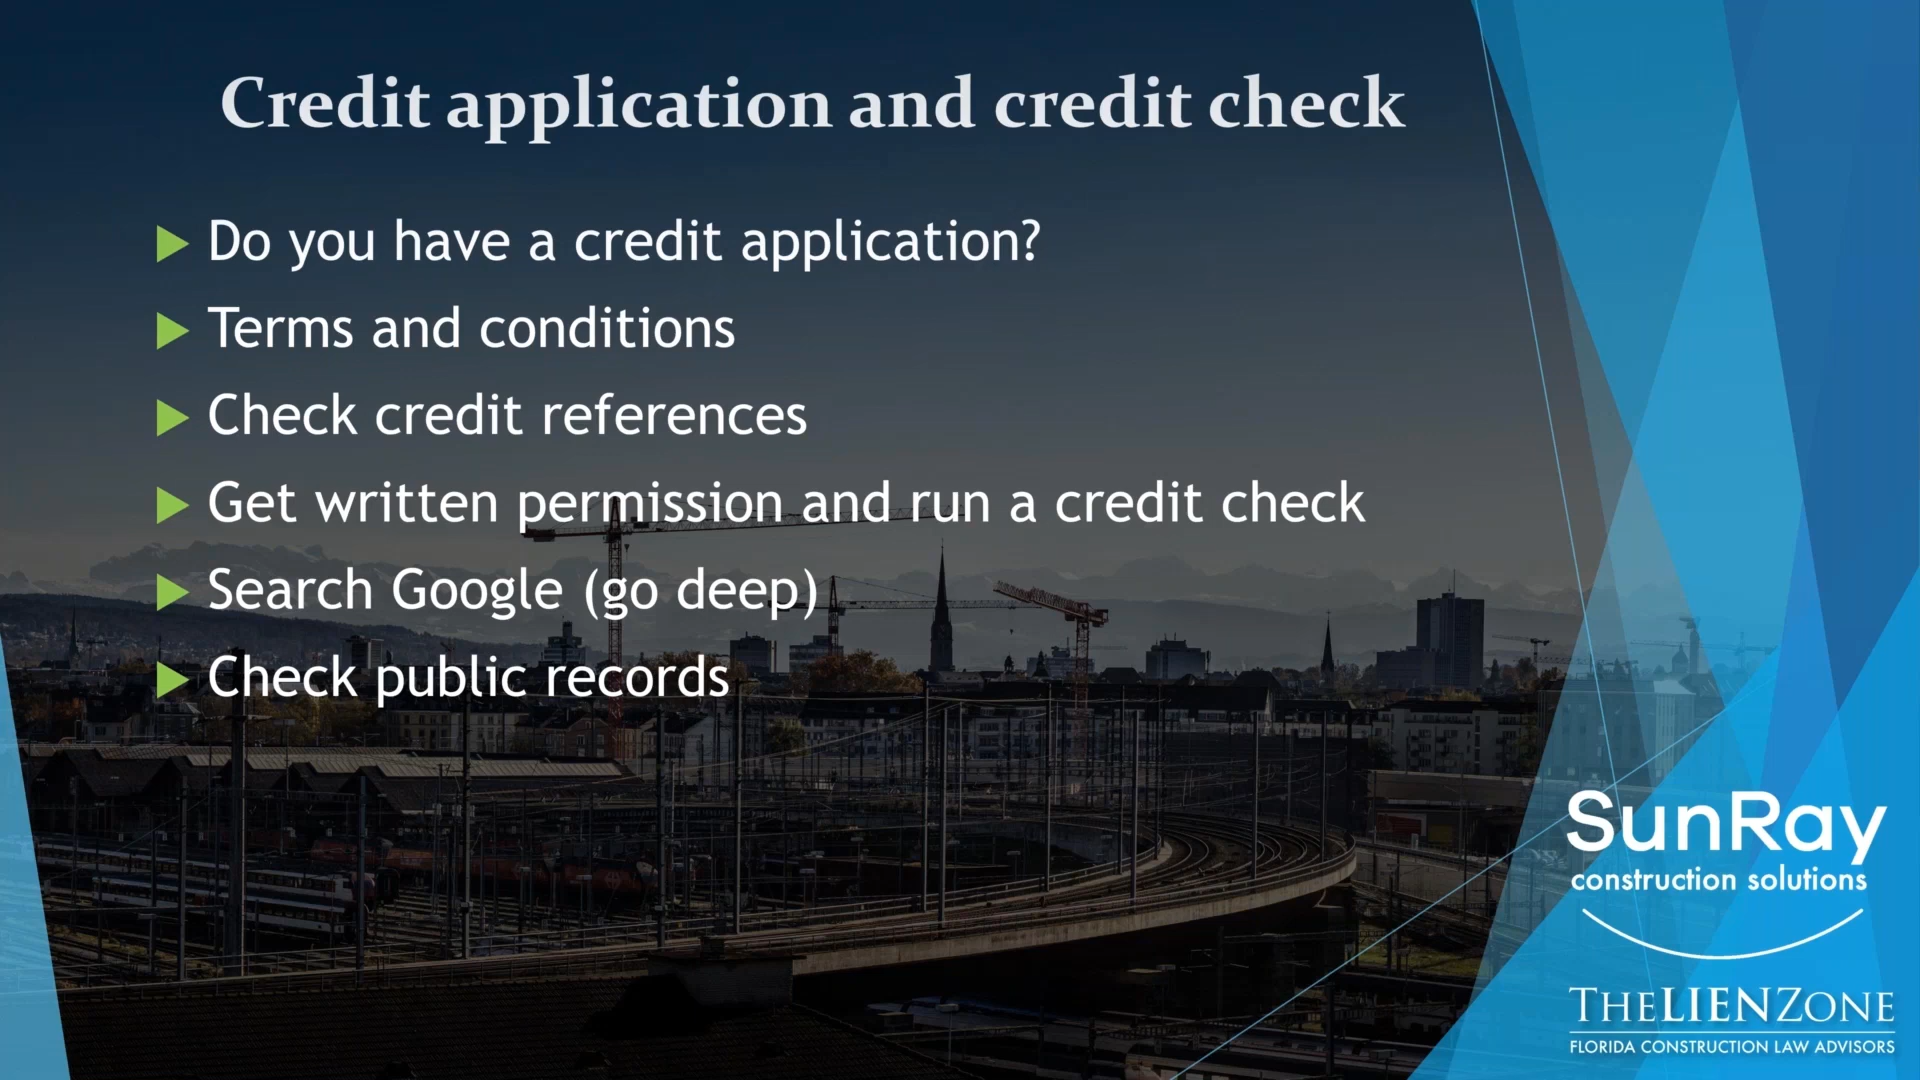 Credit application and credit check
Do you have a credit application?
Terms and conditions
Check credit references
Get written permission and run a credit check
Search Google (go deep)
Check public records
SunRay
construction solutions
THELIENZONE
FLORIDA CONSTRUCTION LAW ADVISORS